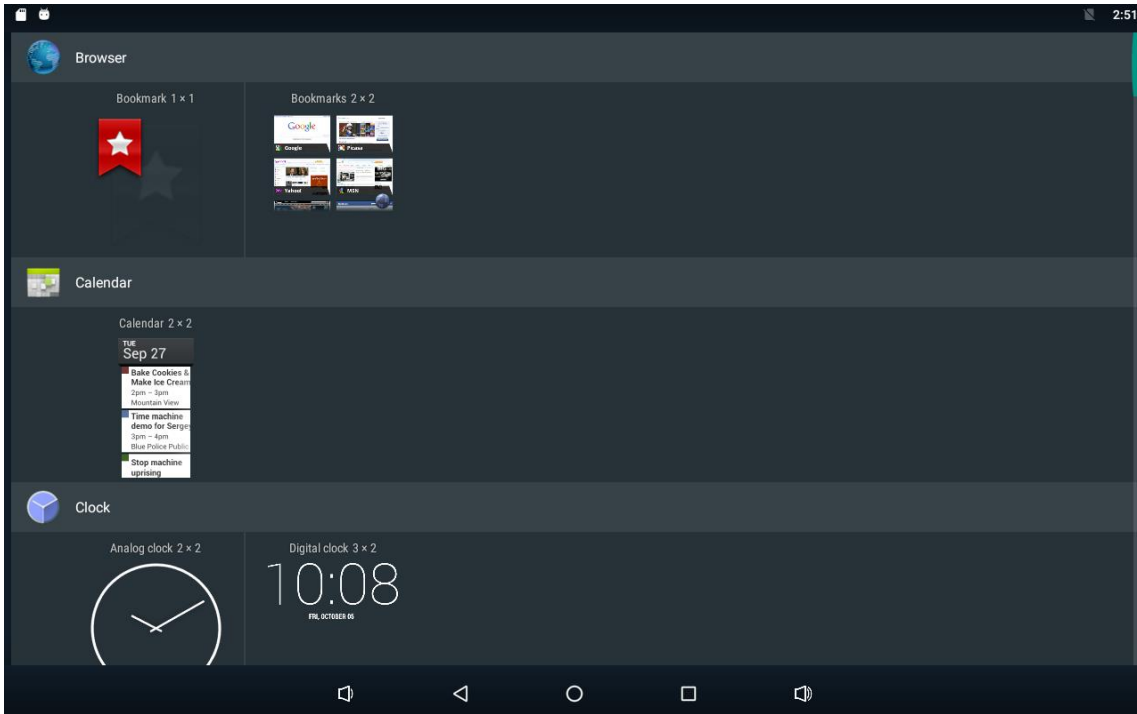 2:51
Browser
Bookmark 1 × 1
Bookmarks 2 × 2
Google
Google
Picasa
Yahoo!
MSN
Calendar
Calendar 2 × 2
TUE
Sep 27
Bake Cookies &
Make Ice Cream
2pm – 3pm
Mountain View
Time machine
demo for Sergey
3pm – 4pm
Blue Police Public
Stop machine
uprising
Clock
Analog clock 2 × 2
Digital clock 3 × 2
10:08
FRI, OCTOBER 05